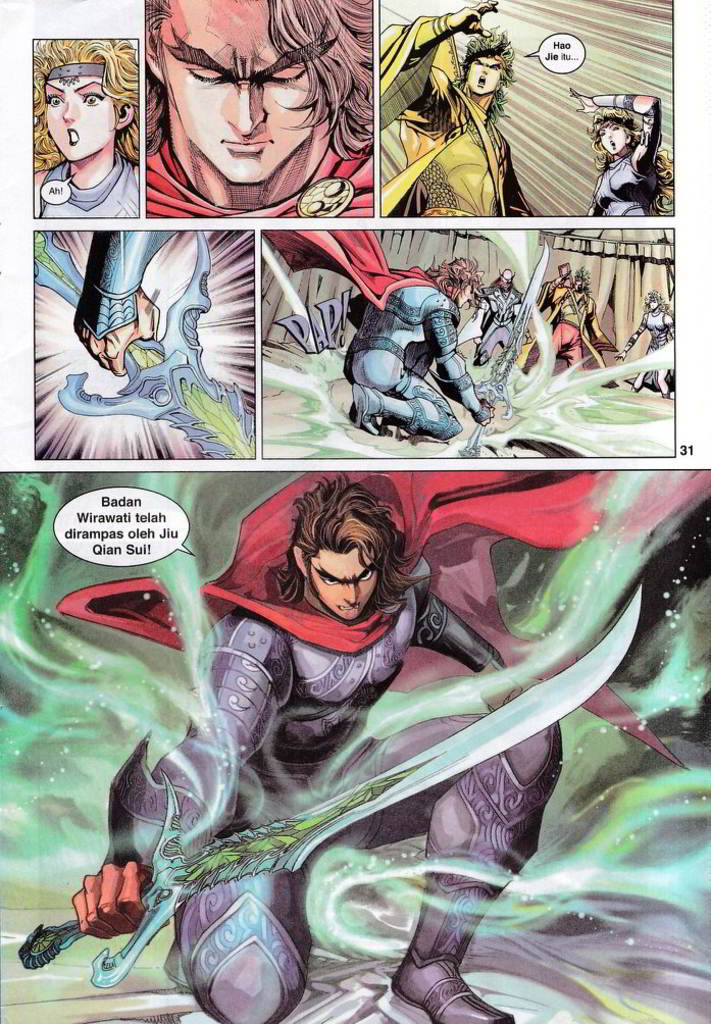 Ah!
Hao
Jie itu...
PAP!
31
Badan
Wirawati telah
dirampas oleh Jiu
Qian Sui!